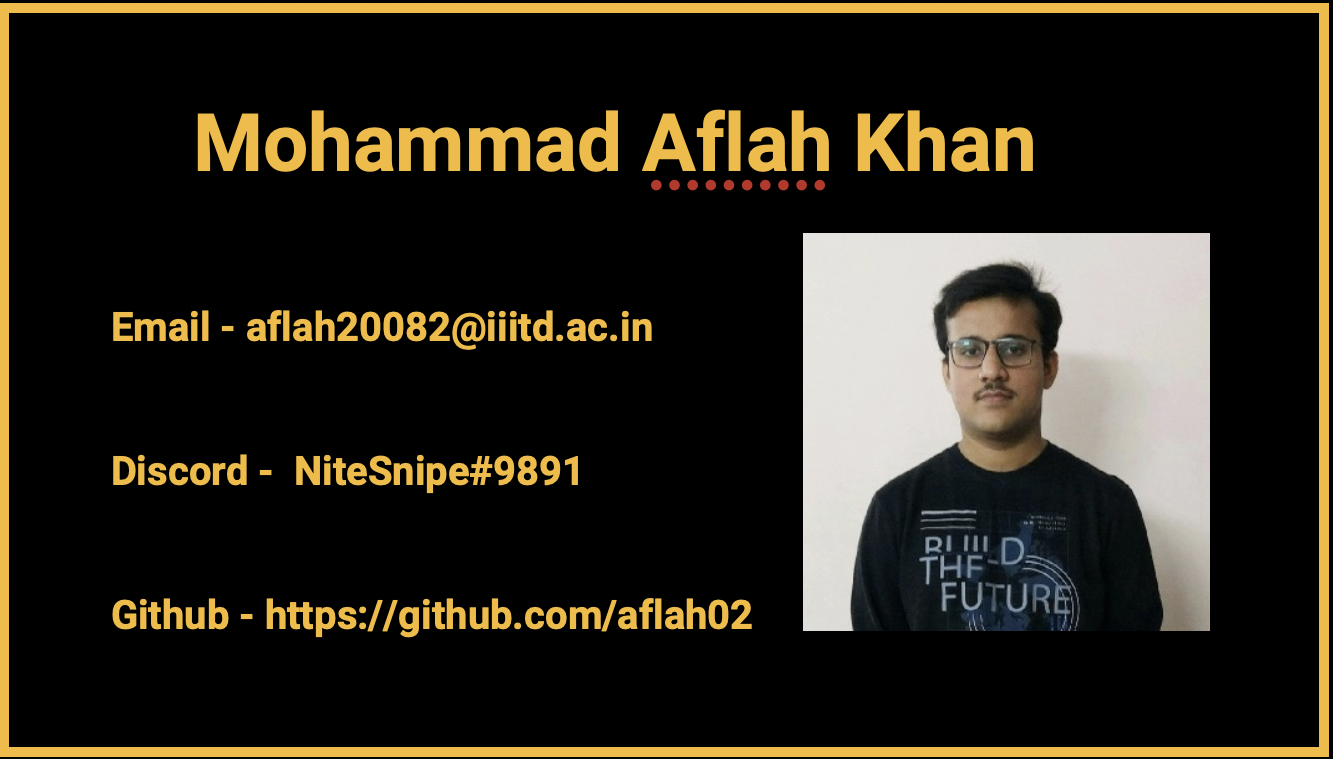 Mohammad Aflah Khan
Email - aflah20082@iiitd.ac.in
Discord - NiteSnipe#9891
Github - https://github.com/aflah02
BUILD
THE
FUTURE